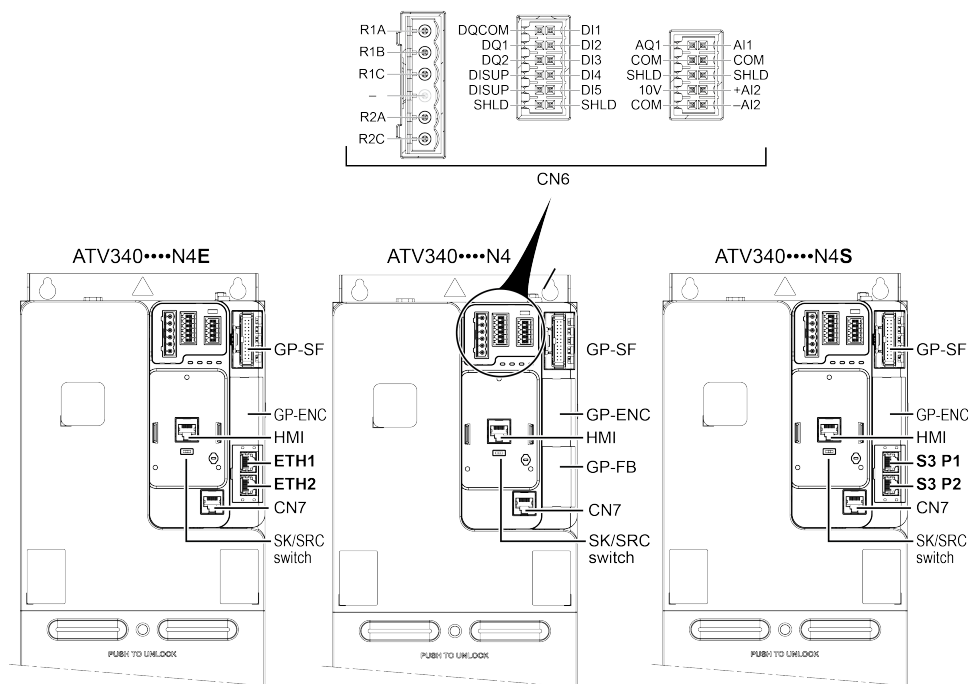 R1A
R1B
R1C
–
R2A
R2C
DQCOM DI1
DQ1 DI2
DQ2 DI3
DISUP DI4
DISUP DI5
SHLD SHLD
AQ1 AI1
COM COM
SHLD SHLD
10V +AI2
COM –AI2
CN6
ATV340••••N4E
GP-SF
GP-ENC
HMI
ETH1
ETH2
CN7
SK/SRC
switch
PUSH TO UNLOCK
ATV340••••N4
GP-SF
GP-ENC
HMI
GP-FB
CN7
SK/SRC
switch
PUSH TO UNLOCK
ATV340••••N4S
GP-SF
GP-ENC
HMI
S3 P1
S3 P2
CN7
SK/SRC
switch
PUSH TO UNLOCK